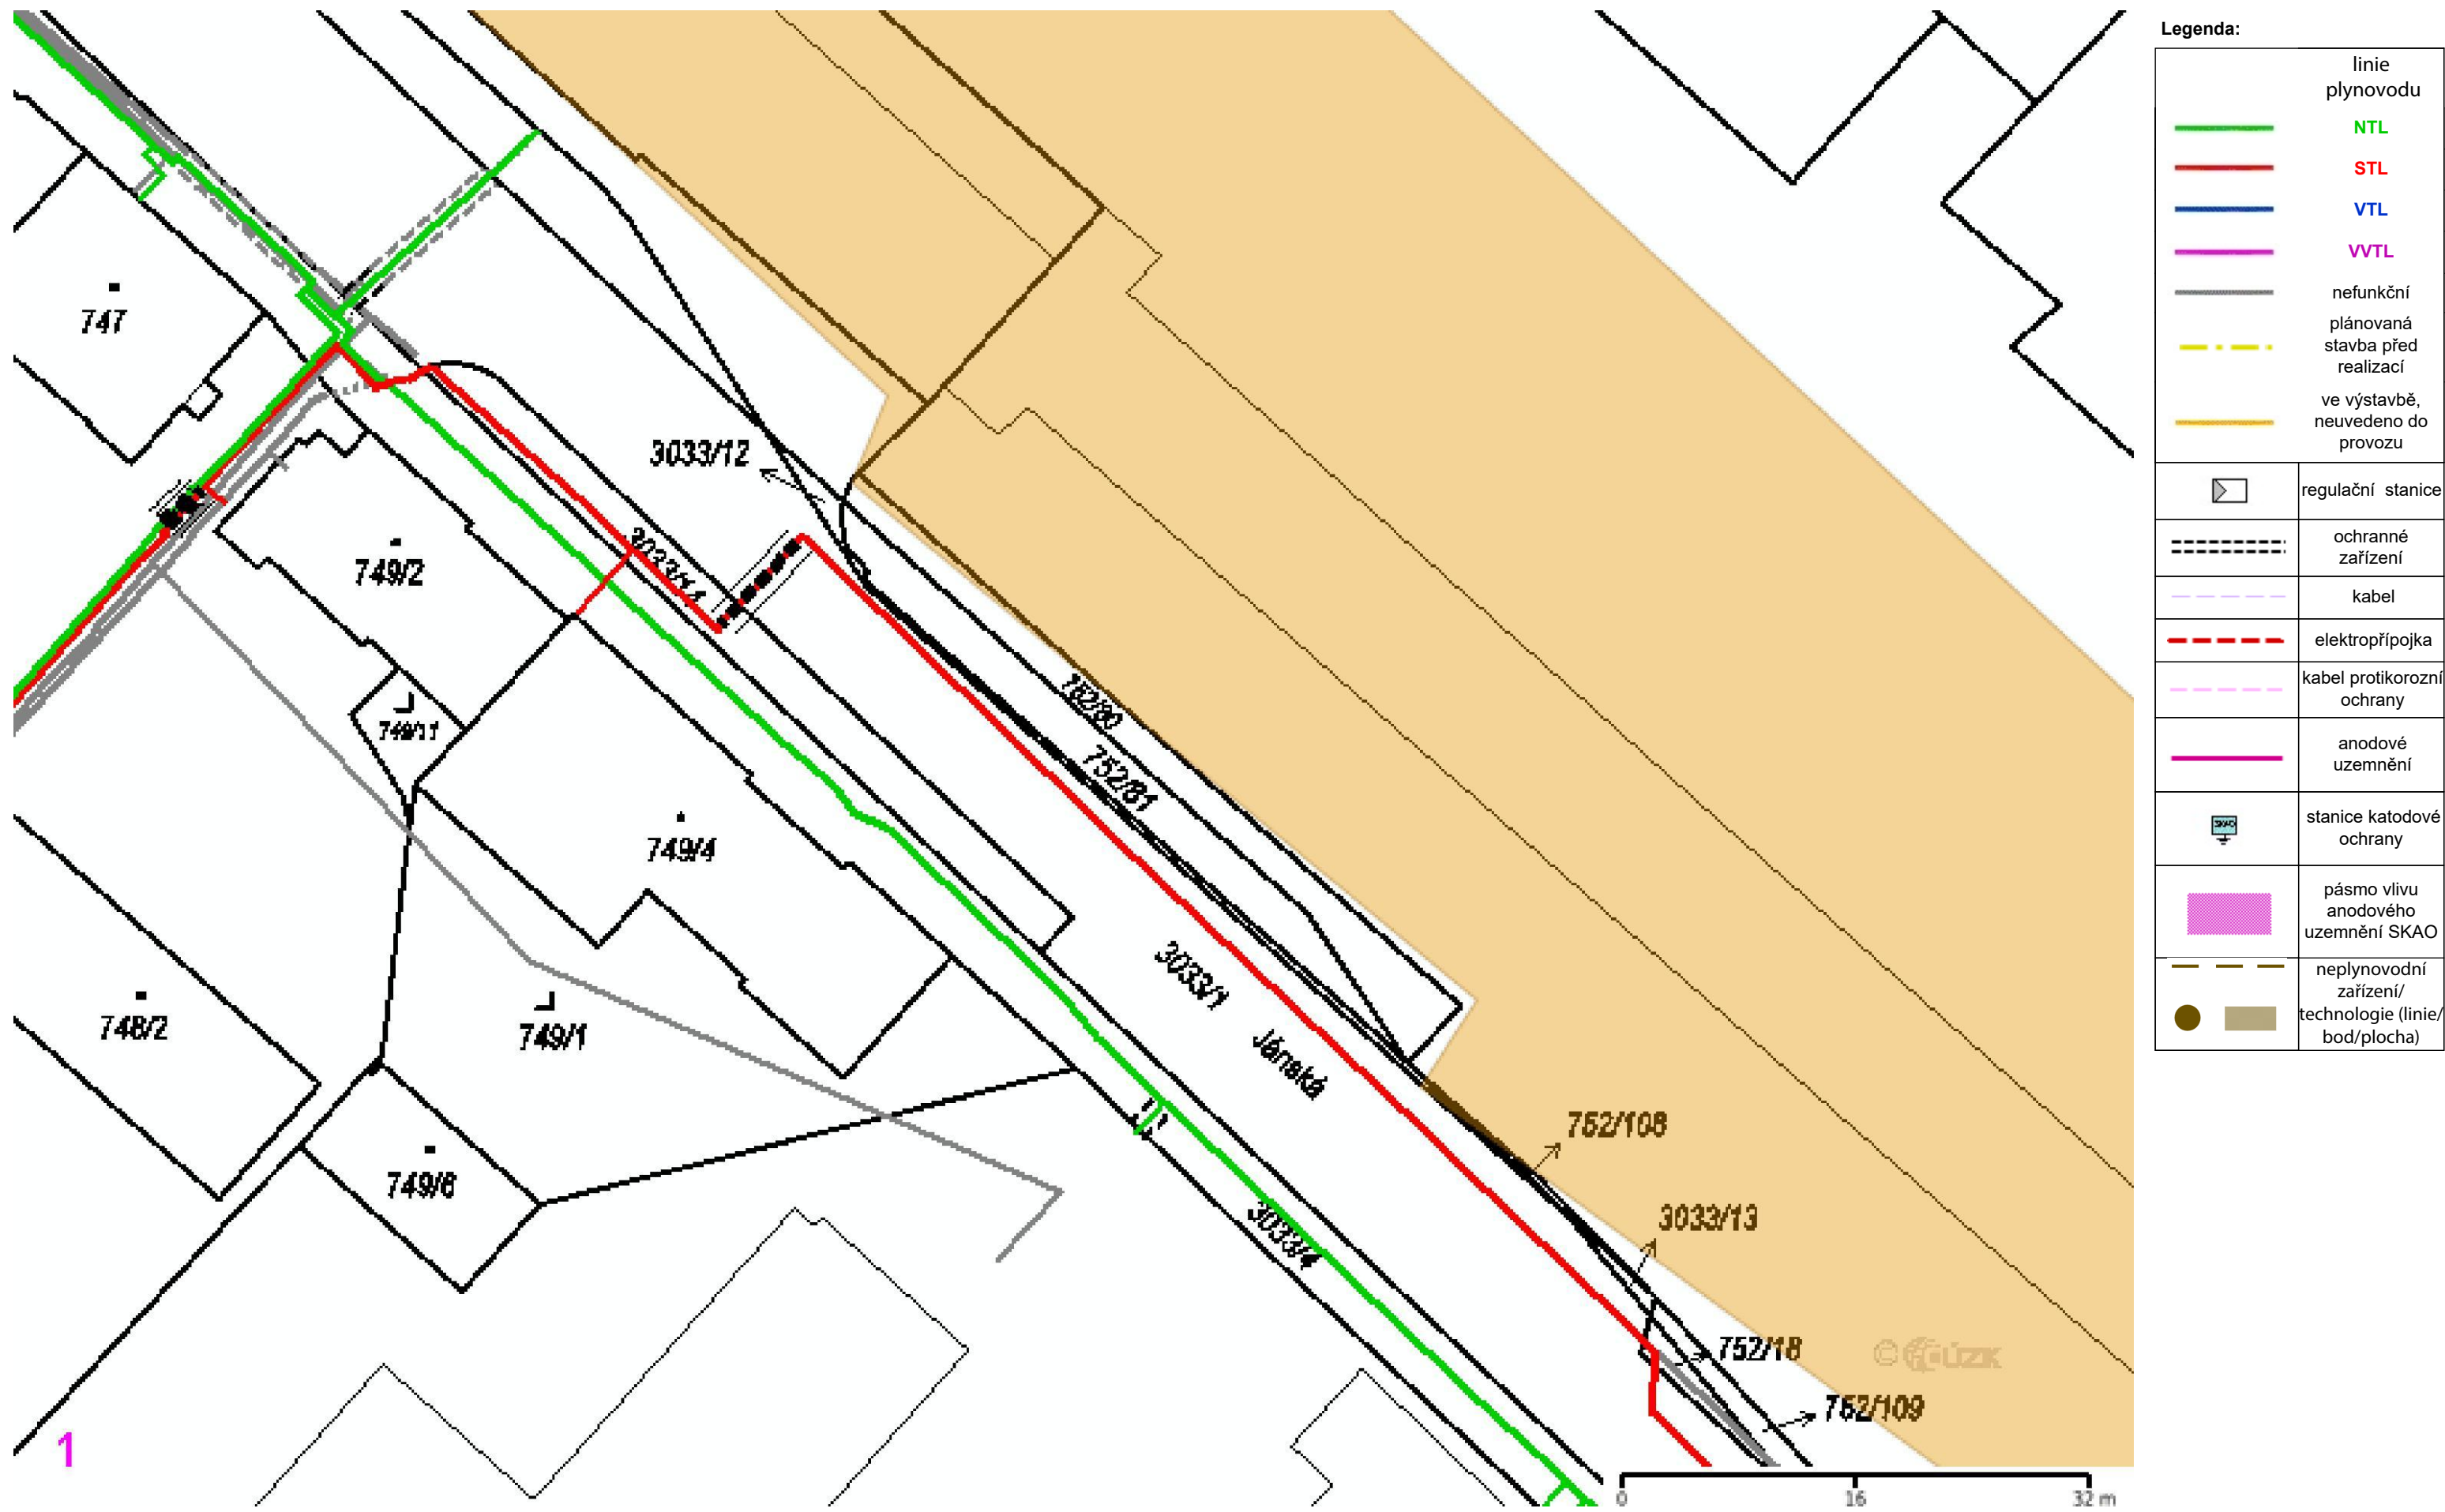 Legenda:
linie
plynovodu
NTL
STL
VTL
VVTL
nefunkční
plánovaná
stavba před
realizací
ve výstavbě,
neuvedeno do
provozu
regulační stanice
ochranné
zařízení
kabel
elektropřípojka
kabel protikorozní
ochrany
anodové
uzemnění
SKAO
stanice katodové
ochrany
pásmo vlivu
anodového
uzemnění SKAO
neplynovodní
zařízení/
technologie (linie/
bod/plocha)
747
3033/12
749/2
749/11
752/80
752/81
749/4
3033/1
Jánská
748/2
749/1
749/6
752/108
3033/13
3033/4
752/18
© ČÚZK
752/109
1
0 16 32 m